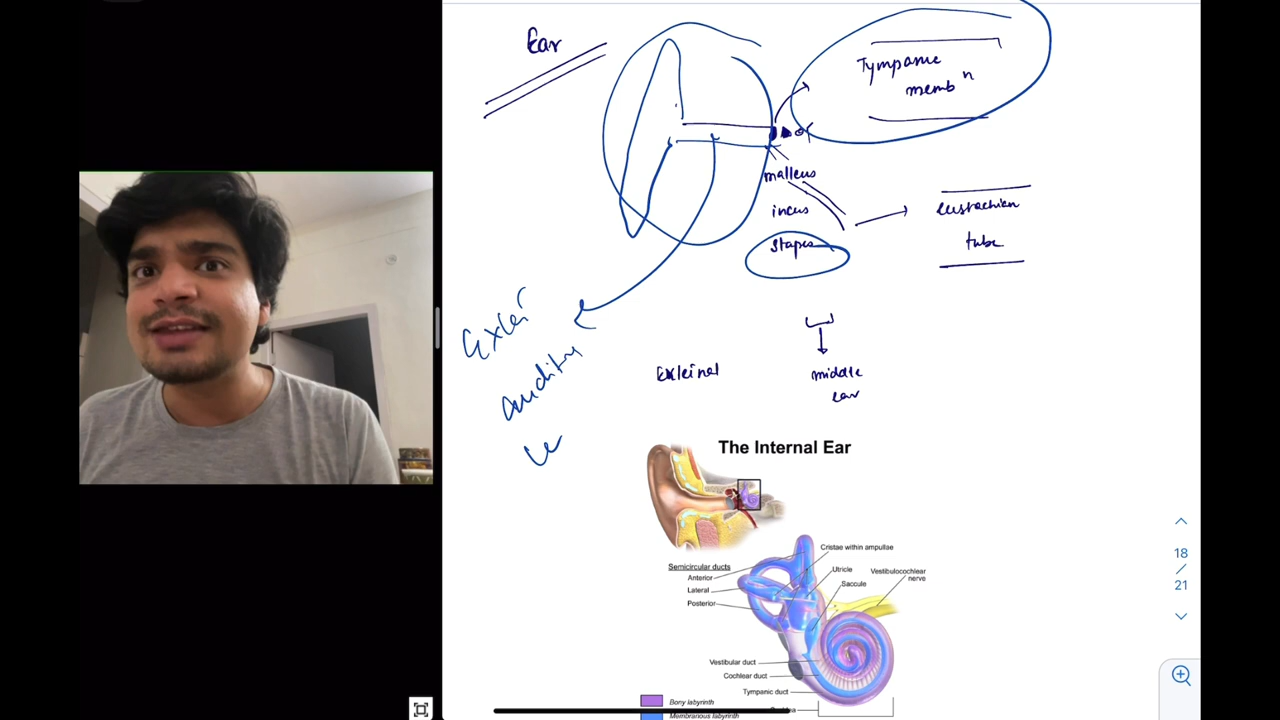 Ear
Tympanic
memb n
malleus
incus
stapes
Eustachian
tube
Exter
auditry
External
middle
ear
The Internal Ear
Semicircular ducts
Anterior
Lateral
Posterior
Cristae within ampullae
Utricle
Saccule
Vestibulocochlear
nerve
Vestibular duct
Cochlear duct
Tympanic duct
Bony labyrinth
Membranous labyrinth
18
/
21